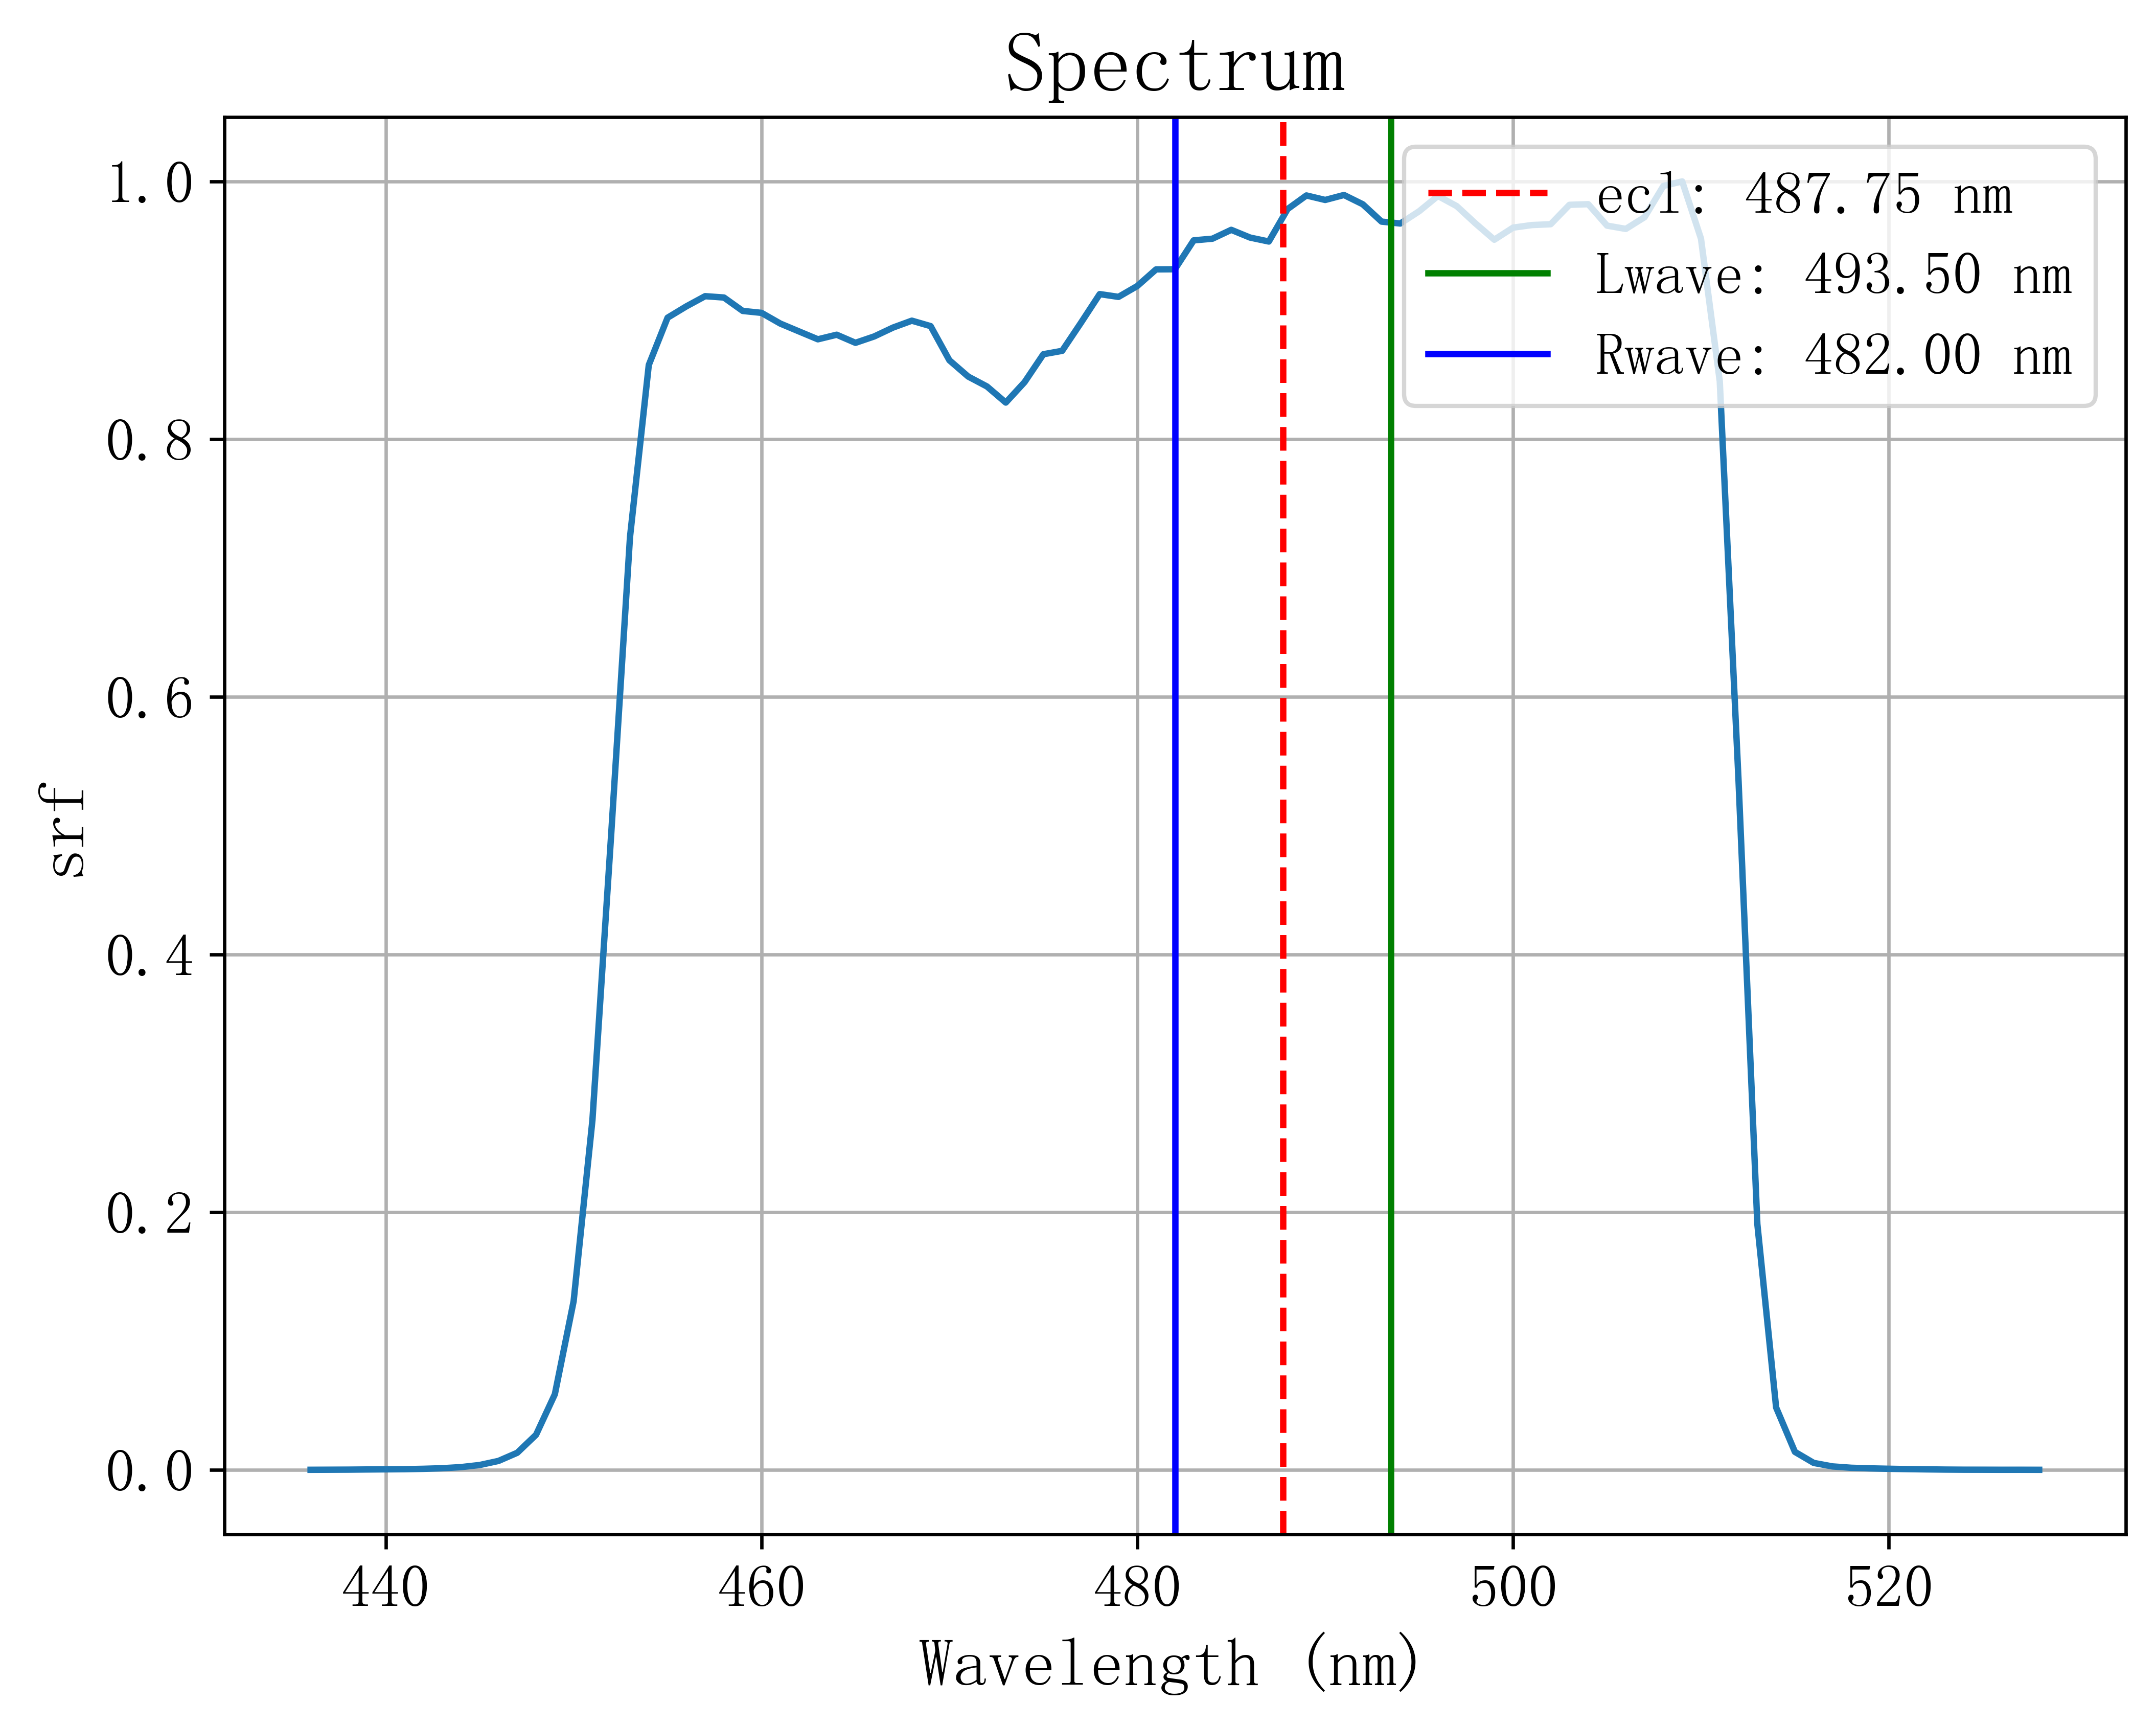 Spectrum
1.0
0.8
0.6
0.4
0.2
0.0
srf
ecl: 487.75 nm
Lwave: 493.50 nm
Rwave: 482.00 nm
440 460 480 500 520
Wavelength (nm)